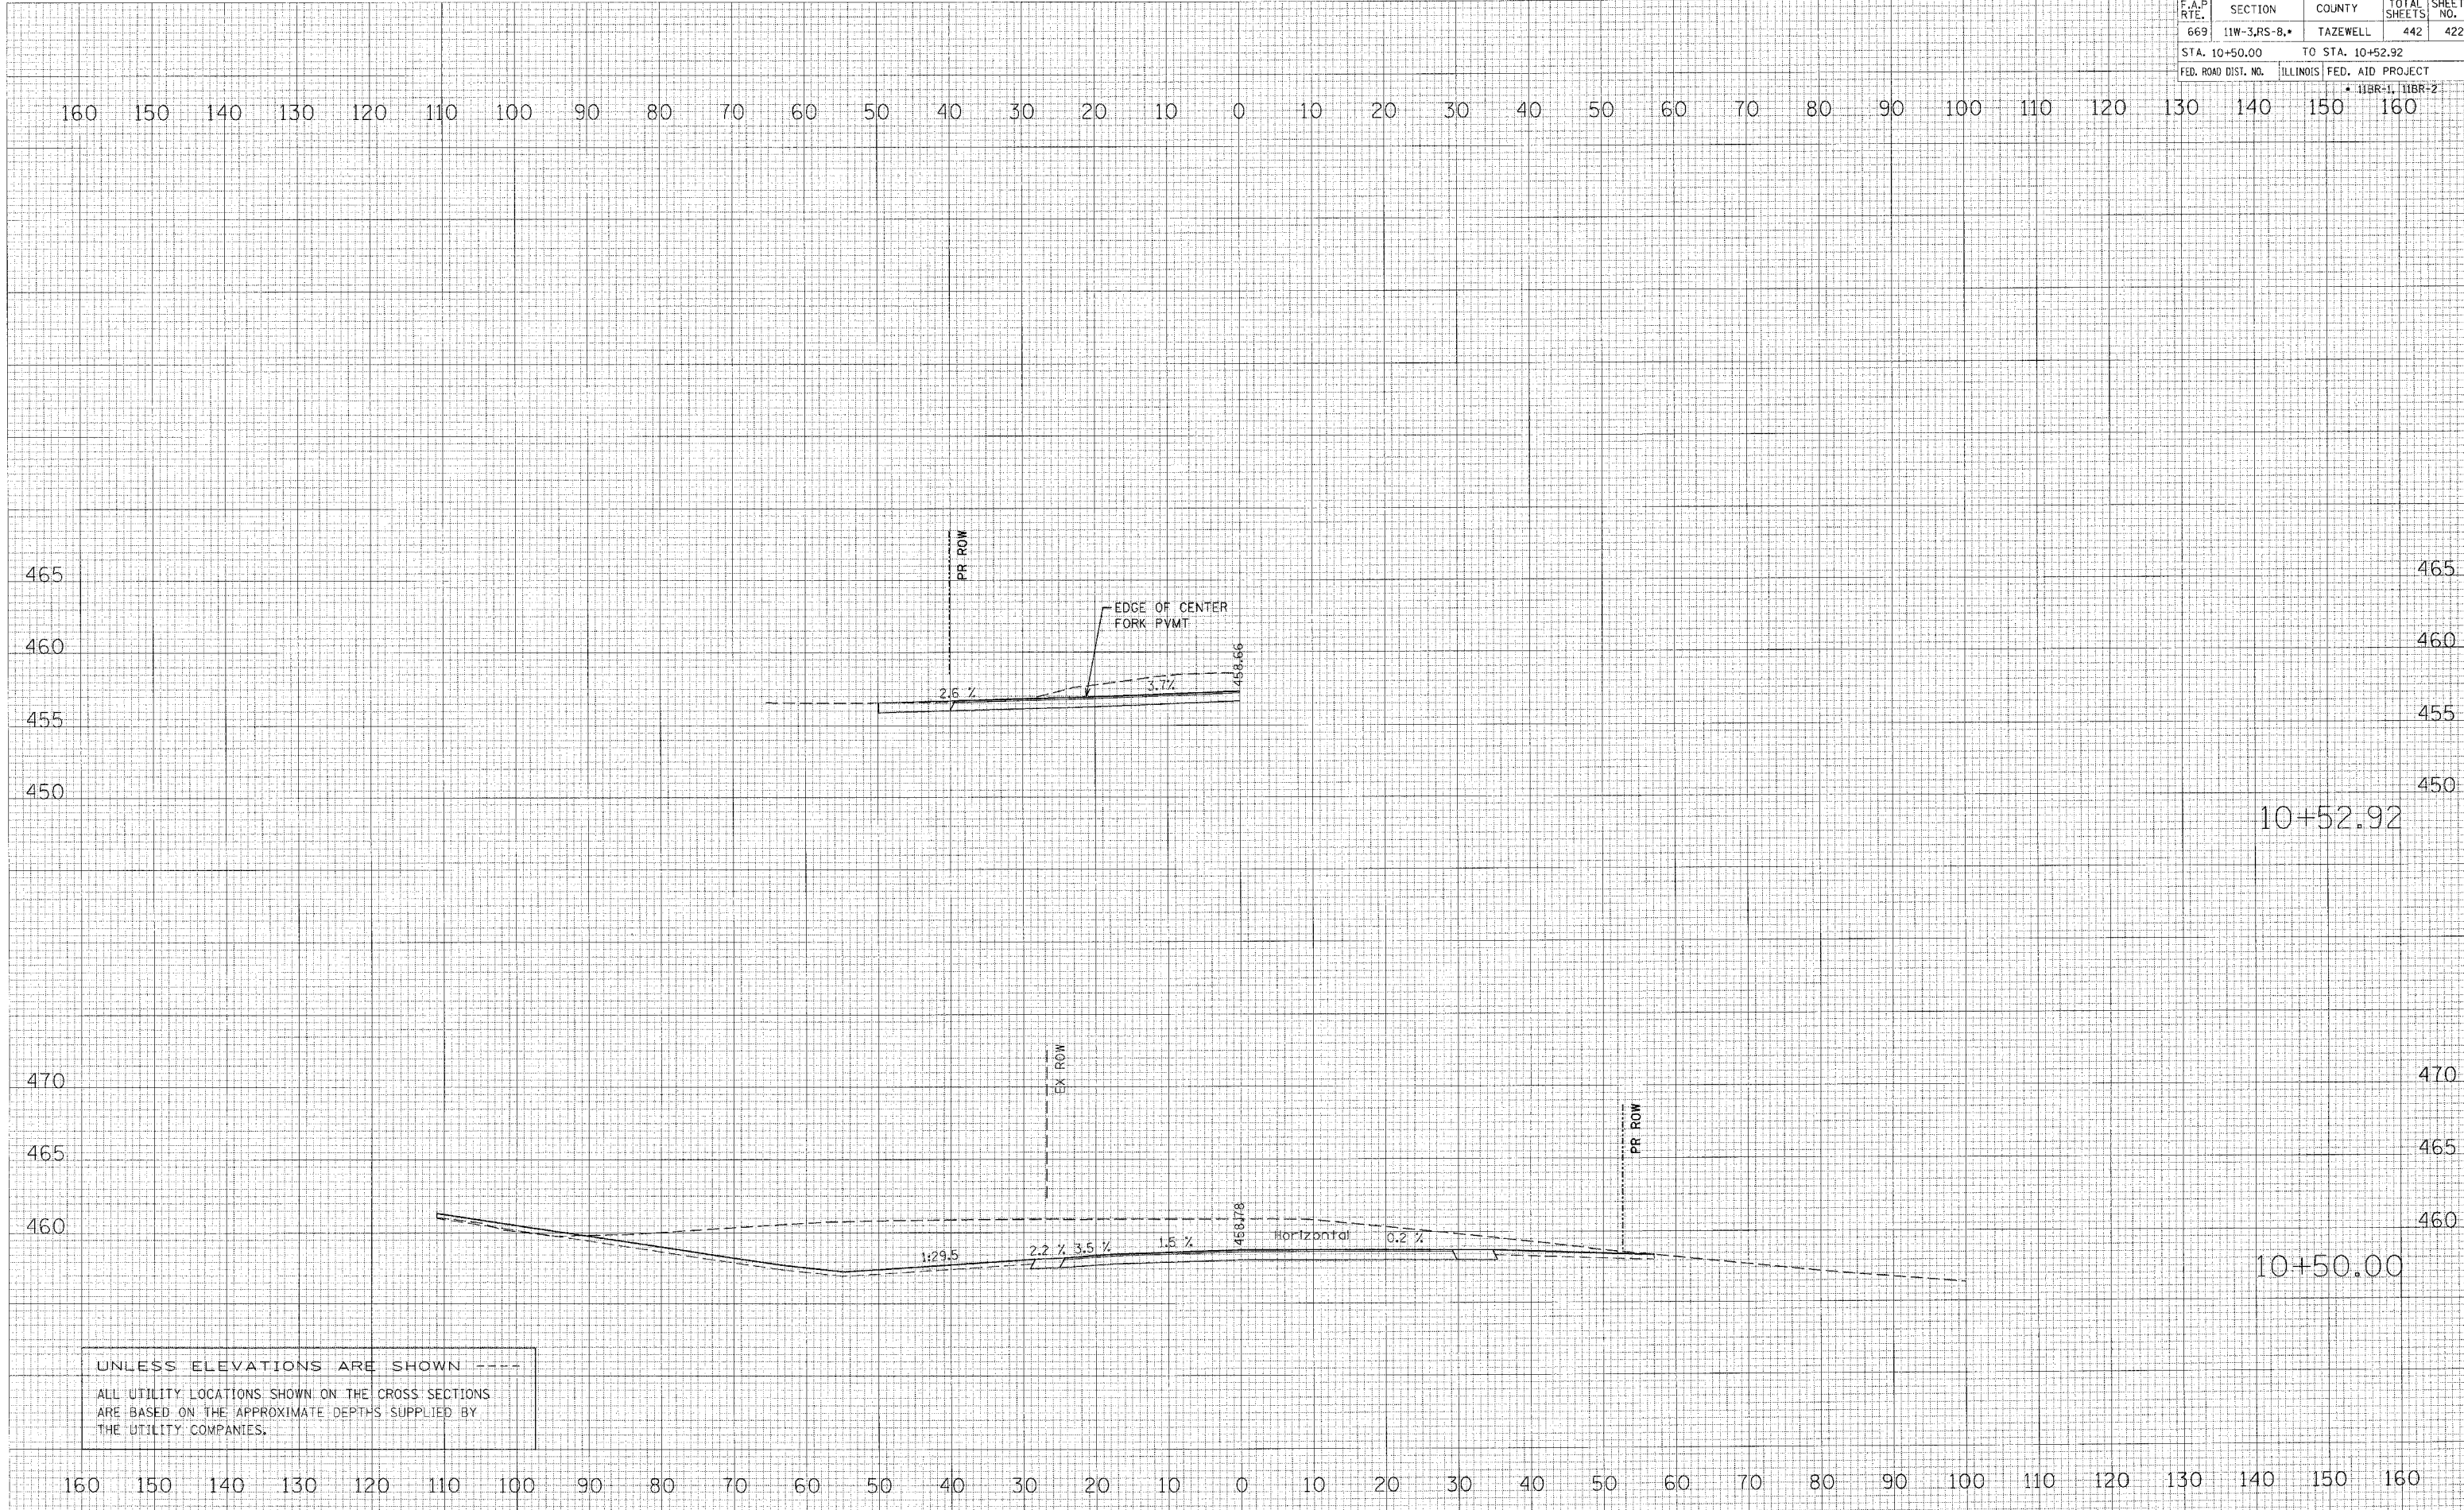 F.A.P. RTE. SECTION COUNTY TOTAL SHEETS SHEET NO.
669 11W-3,RS-8,* TAZEWELL 442 422
STA. 10+50.00 TO STA. 10+52.92
FED. ROAD DIST. NO. ILLINOIS FED. AID PROJECT
* 11BR-1, 11BR-2
160 150 140 130 120 110 100 90 80 70 60 50 40 30 20 10 0 10 20 30 40 50 60 70 80 90 100 110 120 130 140 150 160
PR ROW
465 465
EDGE OF CENTER
FORK PVMT
460 460
458.66
2.6 % 3.7%
455 455
450 450
10+52.92
EX ROW
470 470
PR ROW
465 465
460 460
458.78
1:29.5 2.2 % 3.5 % 1.5 % Horizontal 0.2 %
10+50.00
UNLESS ELEVATIONS ARE SHOWN ----
ALL UTILITY LOCATIONS SHOWN ON THE CROSS SECTIONS
ARE BASED ON THE APPROXIMATE DEPTHS SUPPLIED BY
THE UTILITY COMPANIES.
160 150 140 130 120 110 100 90 80 70 60 50 40 30 20 10 0 10 20 30 40 50 60 70 80 90 100 110 120 130 140 150 160